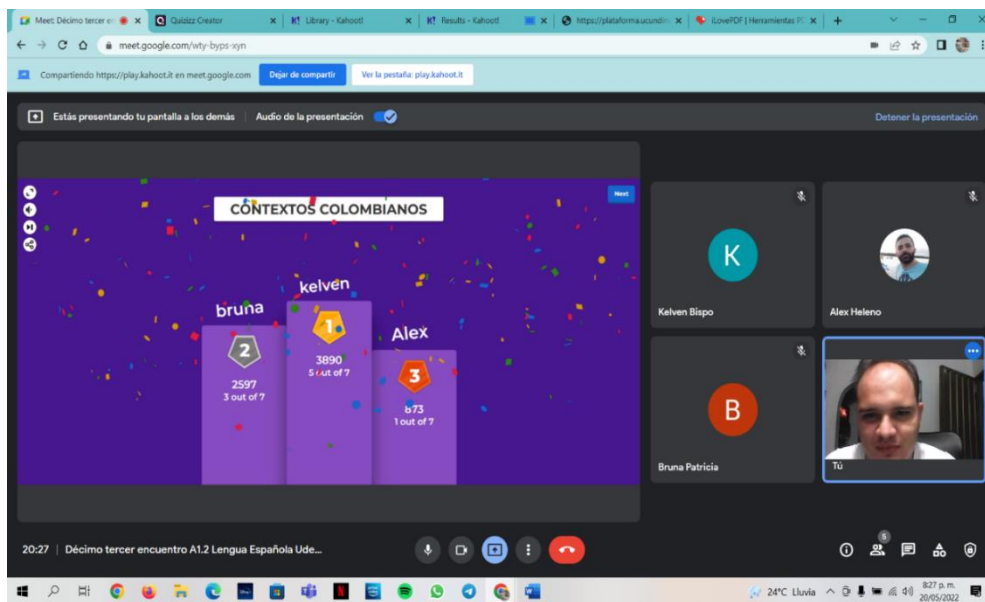 Meet: Décimo tercer en
Quizizz Creator
K! Library - Kahoot!
K! Results - Kahoot!
https://plataforma.ucundin
iLovePDF | Herramientas P
meet.google.com/wty-byps-xyn
Compartiendo https://play.kahoot.it en meet.google.com
Dejar de compartir
Ver la pestaña: play.kahoot.it
Estás presentando tu pantalla a los demás
Audio de la presentación
Detener la presentación
Next
CONTEXTOS COLOMBIANOS
kelven
bruna
Alex
1
2
3890
3
5 out of 7
2597
3 out of 7
673
1 out of 7
K
Kelven Bispo
Alex Heleno
B
Bruna Patricia
Tú
20:27 | Décimo tercer encuentro A1.2 Lengua Española Ude...
5
24°C Lluvia
8:27 p. m.
20/05/2022